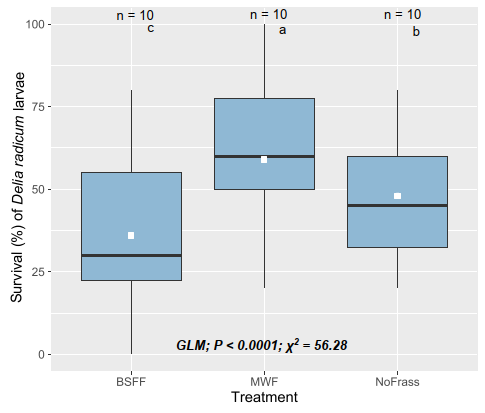 n = 10 n = 10 n = 10
c a b
100
75
50
25
0
Survival (%) of Delia radicum larvae
GLM; P < 0.0001; χ² = 56.28
BSFF MWF NoFrass
Treatment